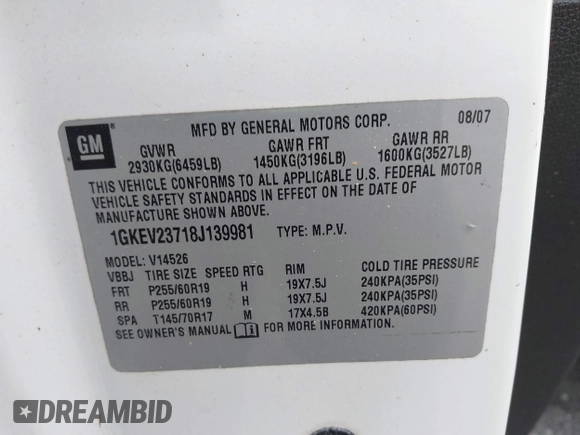 GM
MFD BY GENERAL MOTORS CORP. 08/07
GVWR GAWR FRT GAWR RR
2930KG(6459LB) 1450KG(3196LB) 1600KG(3527LB)
THIS VEHICLE CONFORMS TO ALL APPLICABLE U.S. FEDERAL MOTOR
VEHICLE SAFETY STANDARDS IN EFFECT ON THE DATE OF
MANUFACTURE SHOWN ABOVE.
1GKEV23718J139981 TYPE: M.P.V.
MODEL: V14526
VBBJ TIRE SIZE SPEED RTG RIM COLD TIRE PRESSURE
FRT P255/60R19 H 19X7.5J 240KPA(35PSI)
RR P255/60R19 H 19X7.5J 240KPA(35PSI)
SPA T145/70R17 M 17X4.5B 420KPA(60PSI)
SEE OWNER'S MANUAL FOR MORE INFORMATION.
DREAMBID